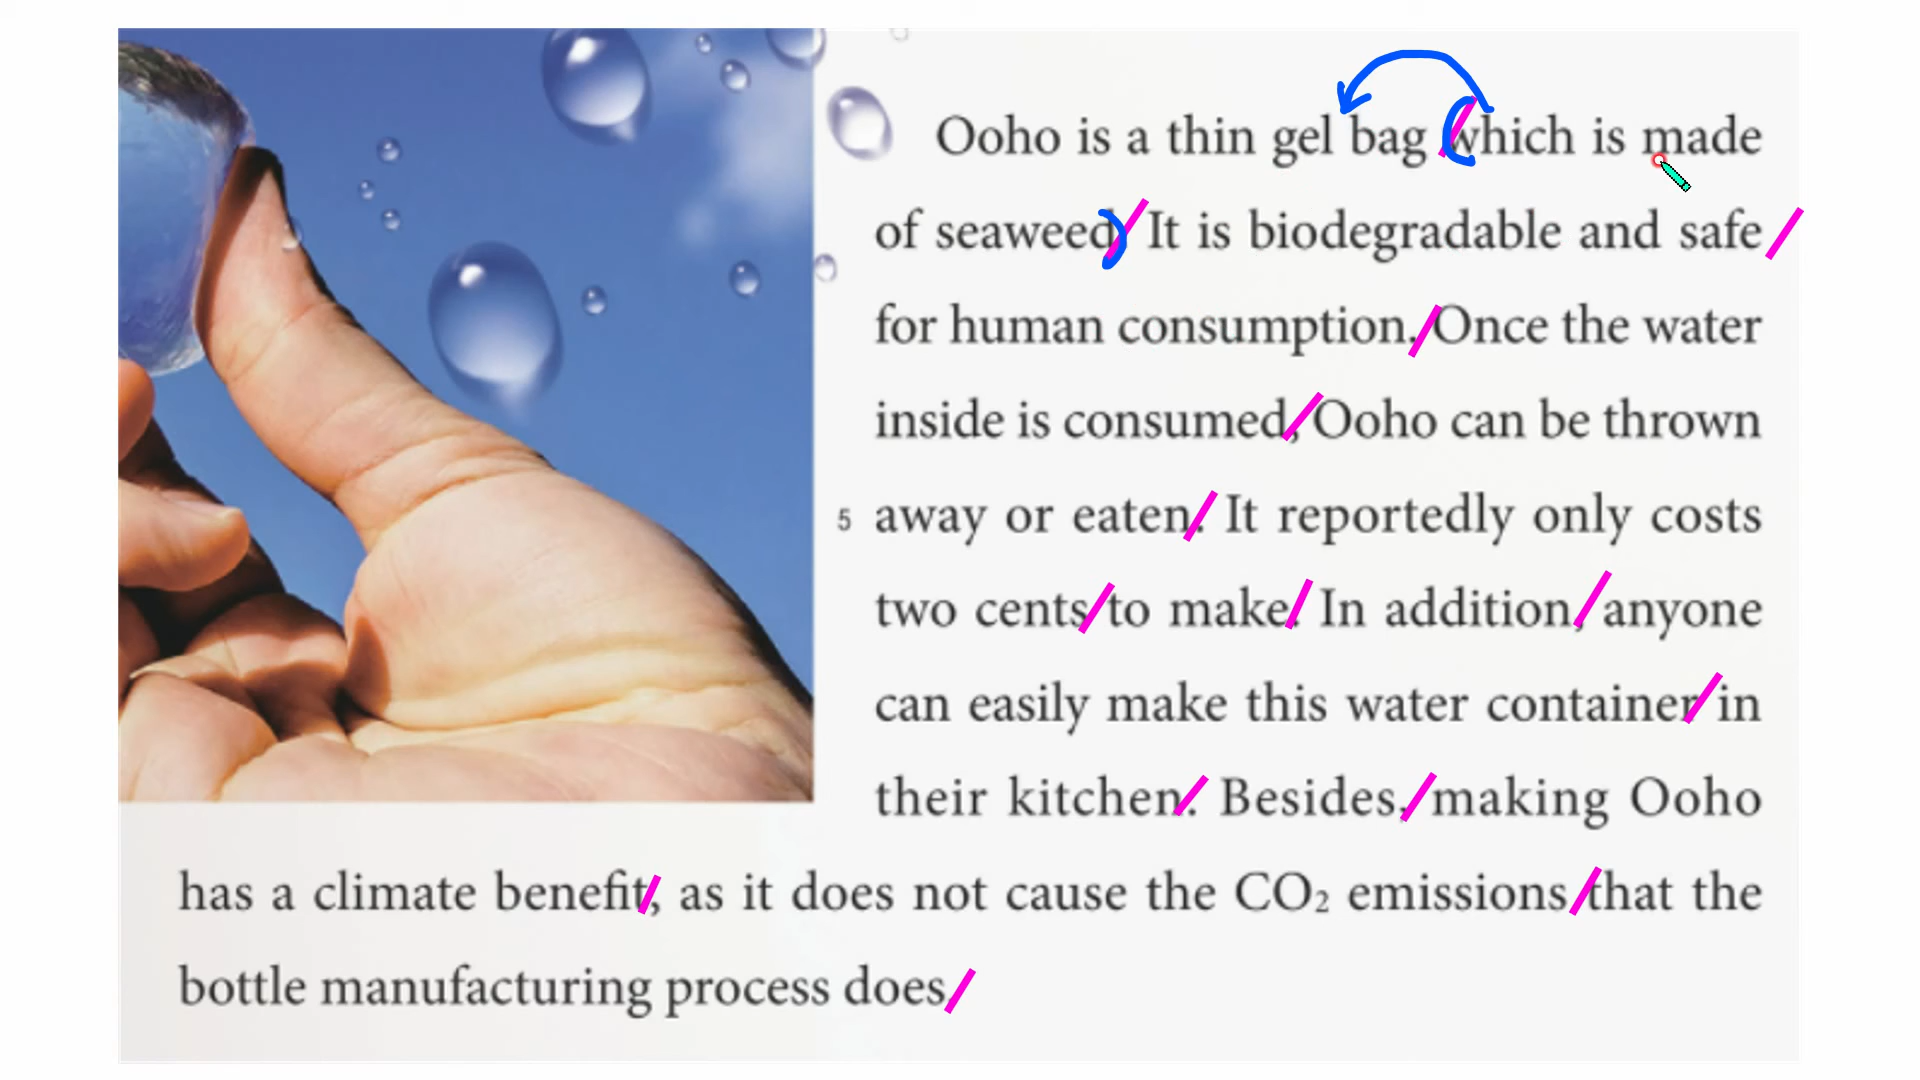 Ooho is a thin gel bag which is made
of seaweed. It is biodegradable and safe
for human consumption. Once the water
inside is consumed, Ooho can be thrown
5 away or eaten. It reportedly only costs
two cents to make. In addition, anyone
can easily make this water container in
their kitchen. Besides, making Ooho
has a climate benefit, as it does not cause the CO₂ emissions that the
bottle manufacturing process does.